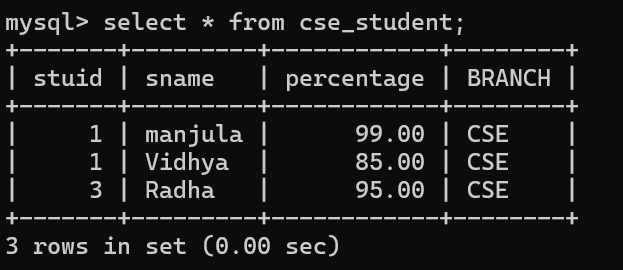 mysql> select * from cse_student;
+-------+---------+------------+--------+
| stuid | sname   | percentage | BRANCH |
+-------+---------+------------+--------+
|     1 | manjula |      99.00 | CSE    |
|     1 | Vidhya  |      85.00 | CSE    |
|     3 | Radha   |      95.00 | CSE    |
+-------+---------+------------+--------+
3 rows in set (0.00 sec)